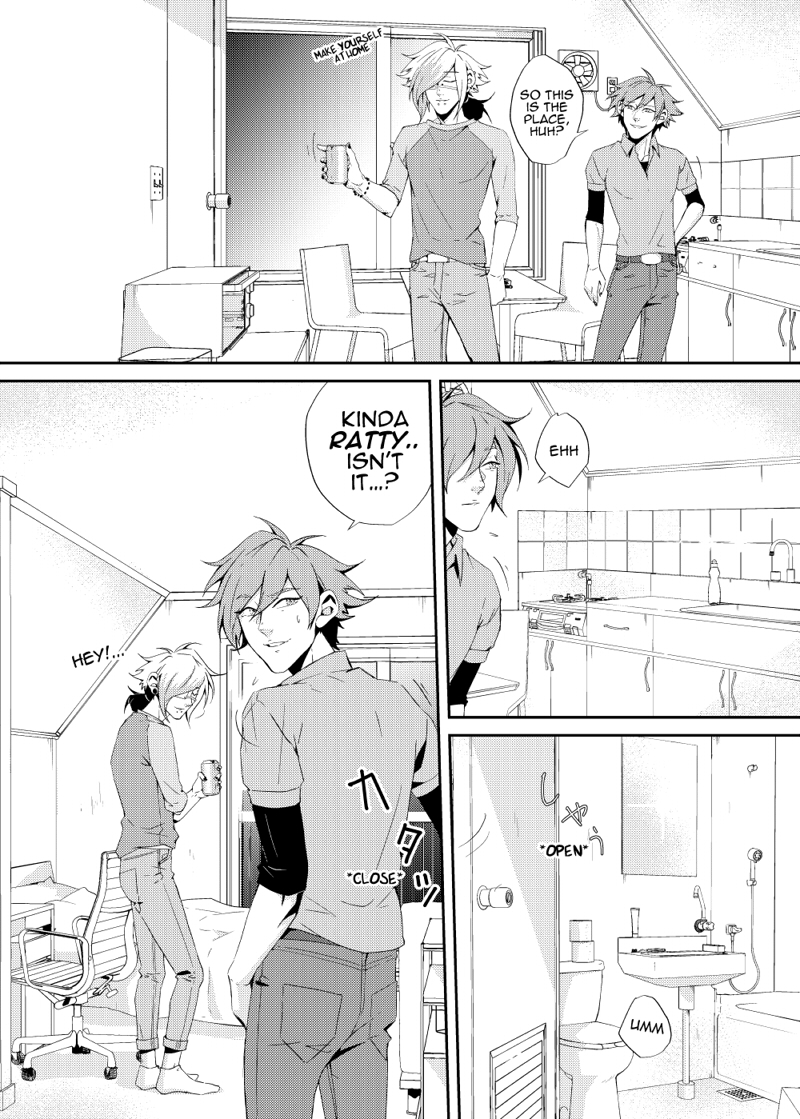 MAKE YOURSELF
AT HOME
SO THIS
IS THE
PLACE,
HUH?
EHH
しゃっ
*OPEN*
UMM
KINDA
RATTY..
ISN'T
IT...?
HEY!...
カタッ
*CLOSE*